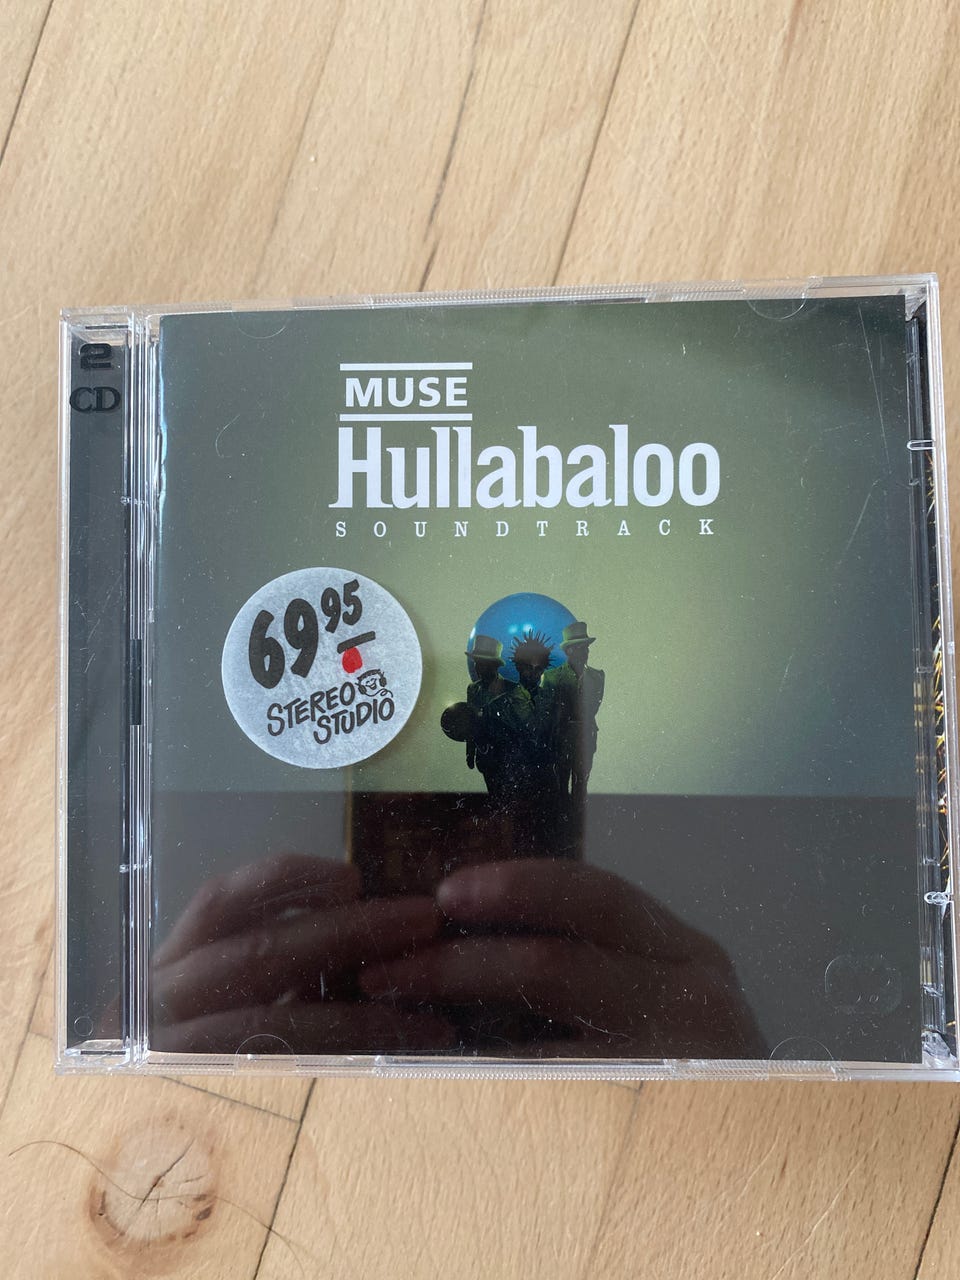 2
CD
MUSE
Hullabaloo
SOUNDTRACK
69 95
STEREO
STUDIO